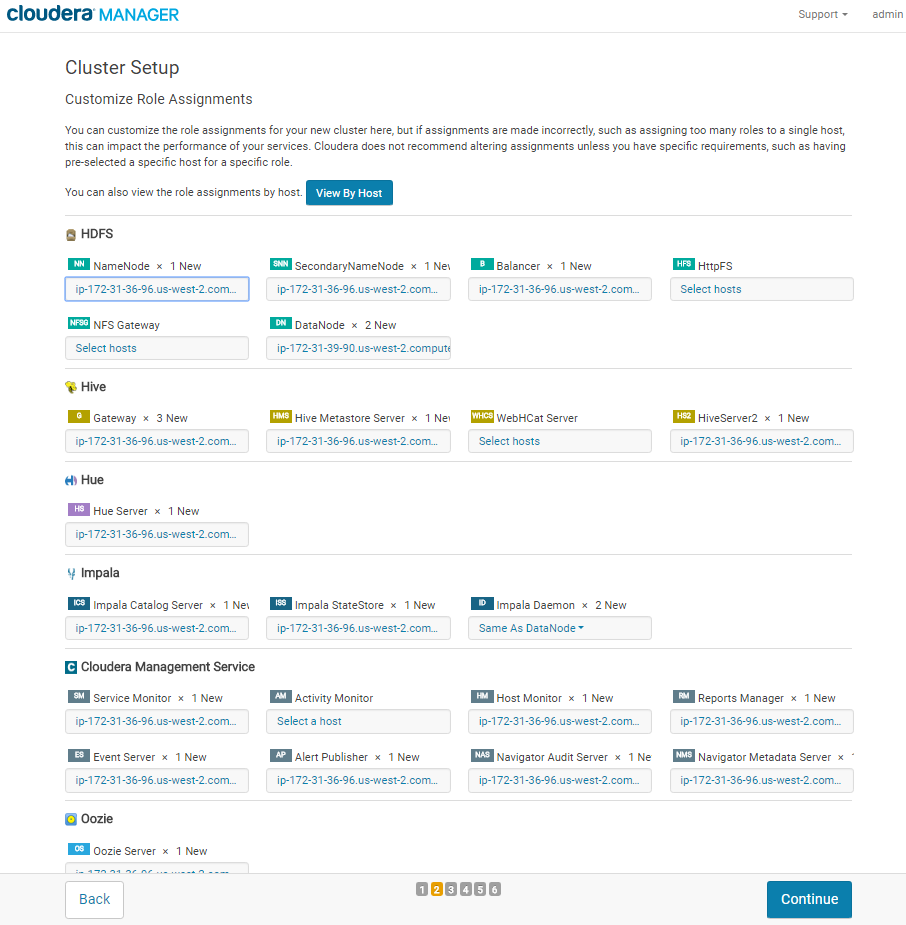 cloudera MANAGER Support admin
Cluster Setup
Customize Role Assignments
You can customize the role assignments for your new cluster here, but if assignments are made incorrectly, such as assigning too many roles to a single host,
this can impact the performance of your services. Cloudera does not recommend altering assignments unless you have specific requirements, such as having
pre-selected a specific host for a specific role.
You can also view the role assignments by host. View By Host
HDFS
NN NameNode × 1 New SNN SecondaryNameNode × 1 New B Balancer × 1 New HFS HttpFS
ip-172-31-36-96.us-west-2.com... ip-172-31-36-96.us-west-2.com... ip-172-31-36-96.us-west-2.com... Select hosts
NFSG NFS Gateway DN DataNode × 2 New
Select hosts ip-172-31-39-90.us-west-2.compute
Hive
G Gateway × 3 New HMS Hive Metastore Server × 1 New WHCS WebHCat Server HS2 HiveServer2 × 1 New
ip-172-31-36-96.us-west-2.com... ip-172-31-36-96.us-west-2.com... Select hosts ip-172-31-36-96.us-west-2.com...
Hue
HS Hue Server × 1 New
ip-172-31-36-96.us-west-2.com...
Impala
ICS Impala Catalog Server × 1 New ISS Impala StateStore × 1 New ID Impala Daemon × 2 New
ip-172-31-36-96.us-west-2.com... ip-172-31-36-96.us-west-2.com... Same As DataNode
C Cloudera Management Service
SM Service Monitor × 1 New AM Activity Monitor HM Host Monitor × 1 New RM Reports Manager × 1 New
ip-172-31-36-96.us-west-2.com... Select a host ip-172-31-36-96.us-west-2.com... ip-172-31-36-96.us-west-2.com...
ES Event Server × 1 New AP Alert Publisher × 1 New NAS Navigator Audit Server × 1 Ne NMS Navigator Metadata Server ×
ip-172-31-36-96.us-west-2.com... ip-172-31-36-96.us-west-2.com... ip-172-31-36-96.us-west-2.com... ip-172-31-36-96.us-west-2.com...
Oozie
OS Oozie Server × 1 New
ip-172-31-36-96.us-west-2.com...
Back 1 2 3 4 5 6 Continue